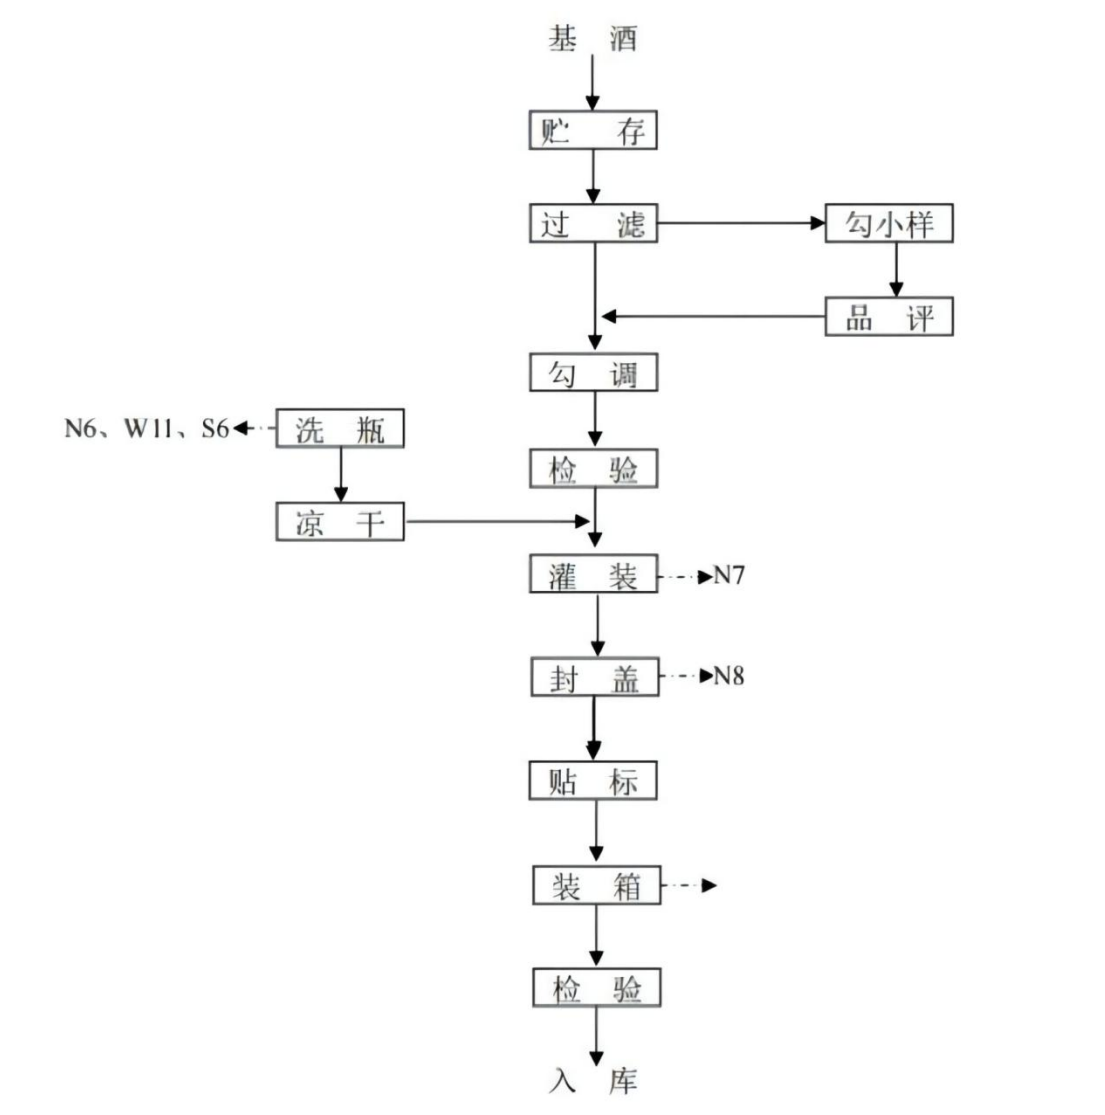 基 酒
贮 存
过 滤
勾小样
品 评
勾 调
N6、W11、S6
洗 瓶
检 验
凉 干
灌 装
N7
封 盖
N8
贴 标
装 箱
检 验
入 库